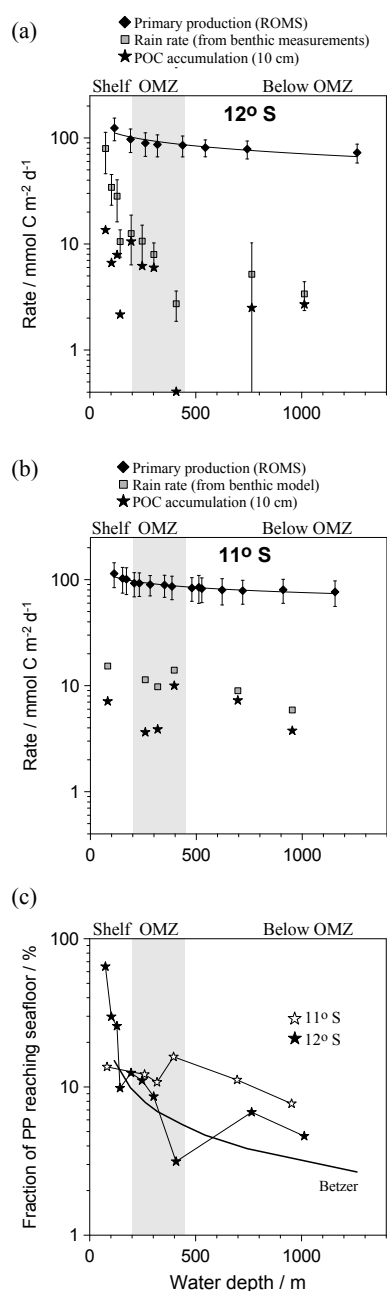 (a)
Primary production (ROMS)
Rain rate (from benthic measurements)
POC accumulation (10 cm)
Shelf OMZ Below OMZ
12º S
100
10
1
Rate / mmol C m-2 d-1
0 500 1000
(b)
Primary production (ROMS)
Rain rate (from benthic model)
POC accumulation (10 cm)
Shelf OMZ Below OMZ
11º S
100
10
1
Rate / mmol C m-2 d-1
0 500 1000
(c)
Shelf OMZ Below OMZ
100
11º S
12º S
10
Betzer
1
Fraction of PP reaching seafloor / %
0 500 1000
Water depth / m